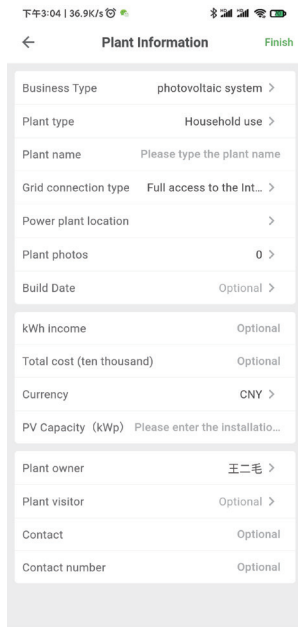 下午3:04 | 36.9K/s
Plant Information
Finish
Business Type photovoltaic system
Plant type Household use
Plant name Please type the plant name
Grid connection type Full access to the Int...
Power plant location
Plant photos 0
Build Date Optional
kWh income Optional
Total cost (ten thousand) Optional
Currency CNY
PV Capacity（kWp） Please enter the installatio...
Plant owner 王二毛
Plant visitor Optional
Contact Optional
Contact number Optional